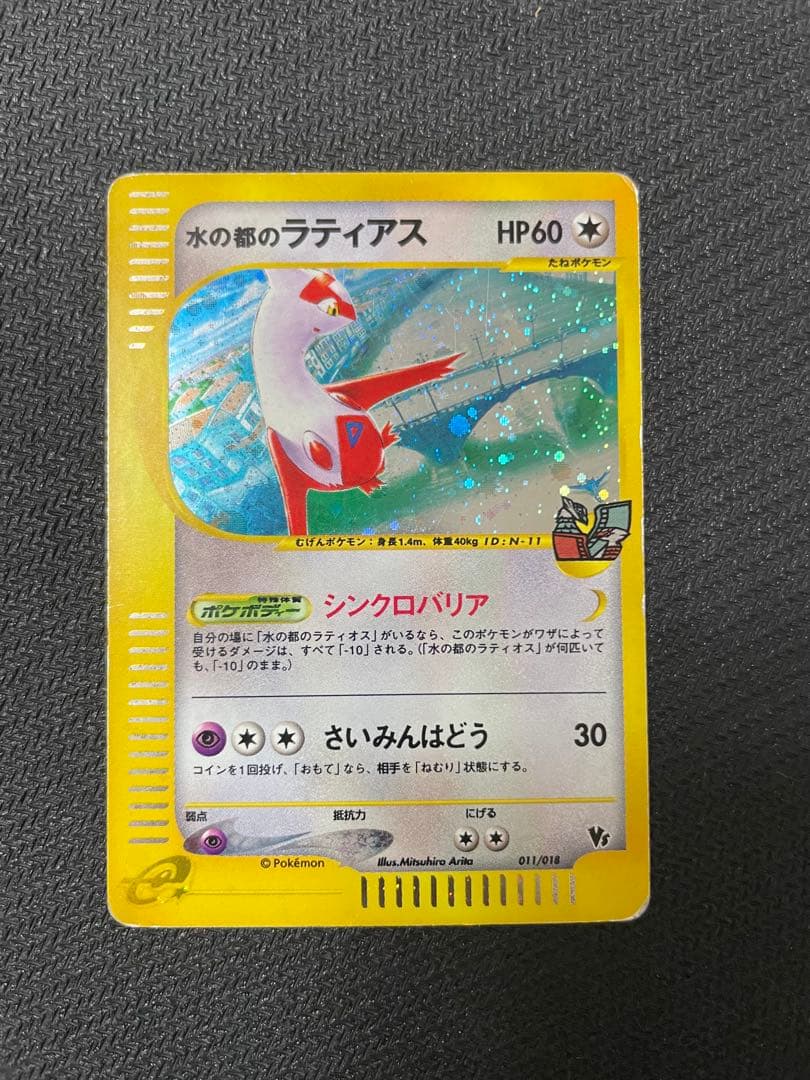 水の都のラティアス HP60
たねポケモン
むげんポケモン：身長1.4m、体重40kg ID:N-11
特殊体質
ポケボディー シンクロバリア
自分の場に「水の都のラティオス」がいるなら、このポケモンがワザによって
受けるダメージは、すべて「-10」される。（「水の都のラティオス」が何匹いて
も、「-10」のまま。）
さいみんはどう 30
コインを1回投げ、「おもて」なら、相手を「ねむり」状態にする。
弱点 抵抗力 にげる
©Pokémon Illus.Mitsuhiro Arita 011/018 VS
e